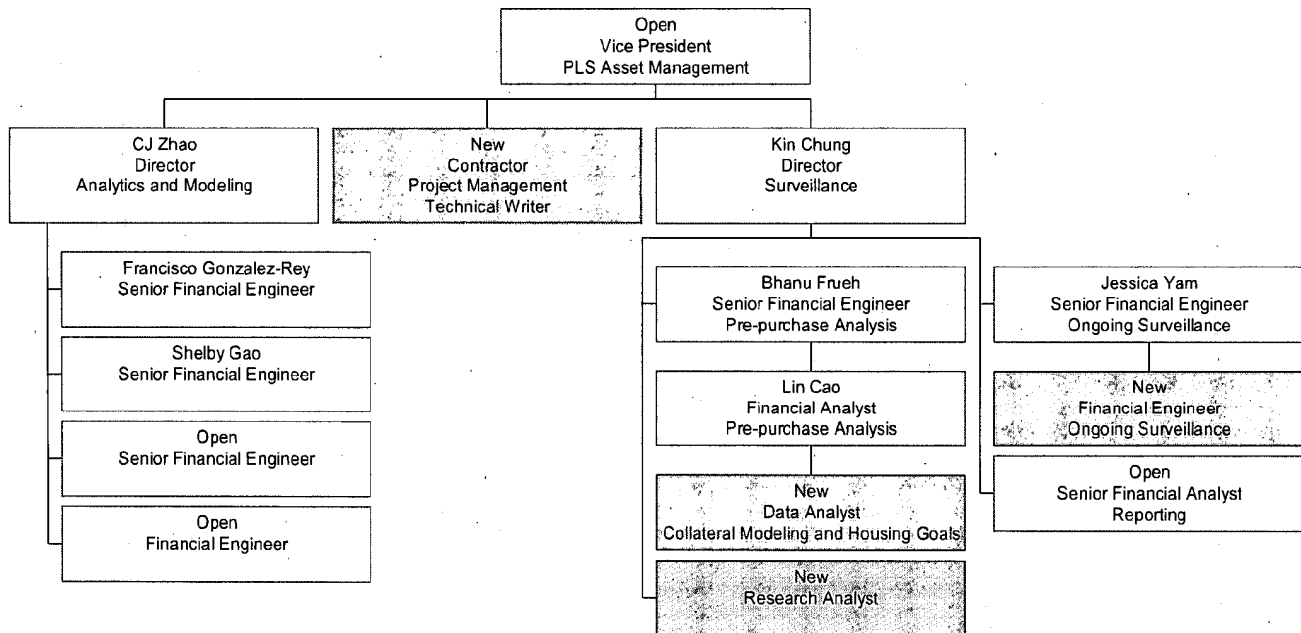 Open
Vice President
PLS Asset Management
CJ Zhao
Director
Analytics and Modeling
New
Contractor
Project Management
Technical Writer
Kin Chung
Director
Surveillance
Francisco Gonzalez-Rey
Senior Financial Engineer
Shelby Gao
Senior Financial Engineer
Open
Senior Financial Engineer
Open
Financial Engineer
Bhanu Frueh
Senior Financial Engineer
Pre-purchase Analysis
Lin Cao
Financial Analyst
Pre-purchase Analysis
New
Data Analyst
Collateral Modeling and Housing Goals
New
Research Analyst
Jessica Yam
Senior Financial Engineer
Ongoing Surveillance
New
Financial Engineer
Ongoing Surveillance
Open
Senior Financial Analyst
Reporting